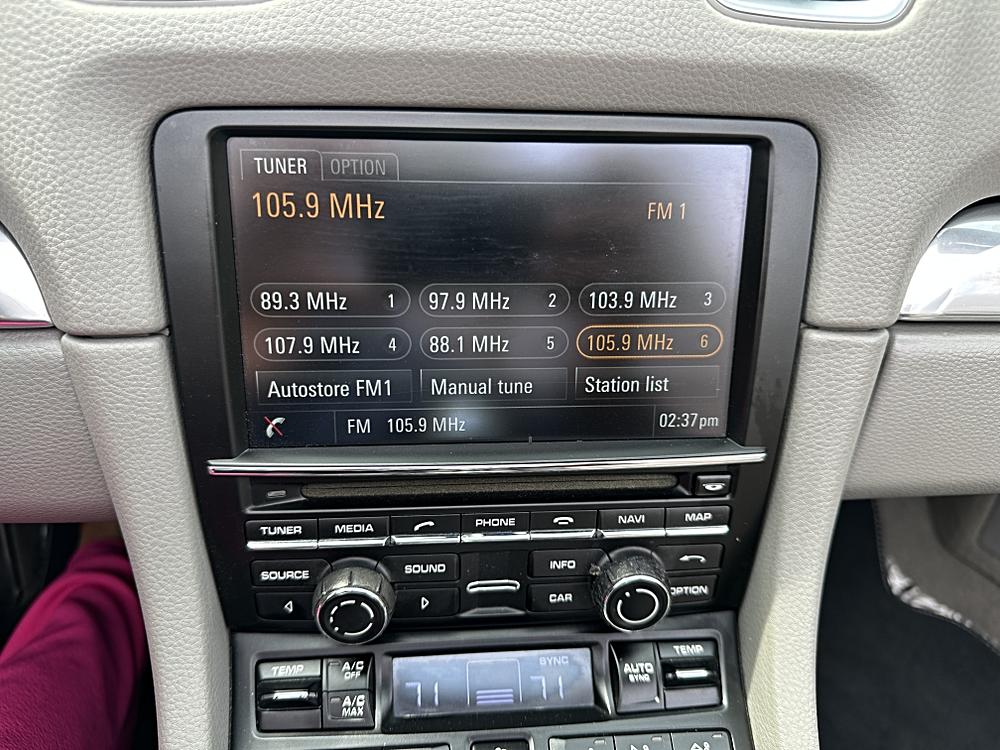 TUNER OPTION
105.9 MHz FM 1
89.3 MHz 1 97.9 MHz 2 103.9 MHz 3
107.9 MHz 4 88.1 MHz 5 105.9 MHz 6
Autostore FM1 Manual tune Station list
FM 105.9 MHz 02:37pm
TUNER MEDIA PHONE NAVI MAP
SOURCE SOUND INFO
CAR OPTION
TEMP A/C OFF SYNC AUTO SYNC TEMP
71 71
A/C MAX